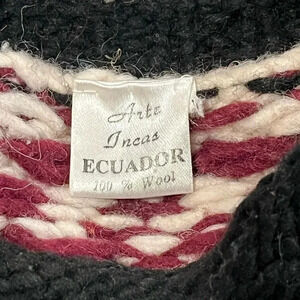 Arte
Incas
ECUADOR
100 % Wool